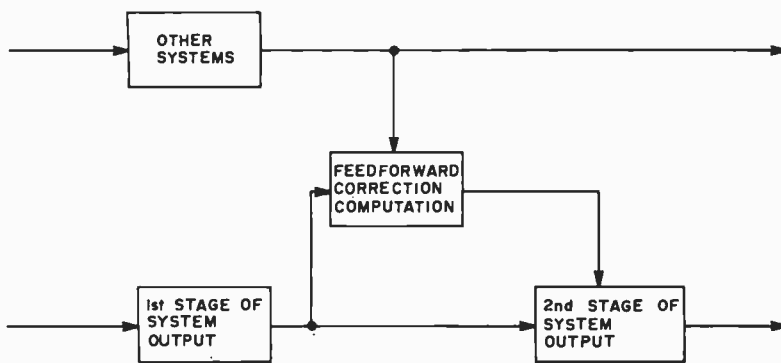 OTHER
SYSTEMS
FEEDFORWARD
CORRECTION
COMPUTATION
1st STAGE OF
SYSTEM
OUTPUT
2nd STAGE OF
SYSTEM
OUTPUT